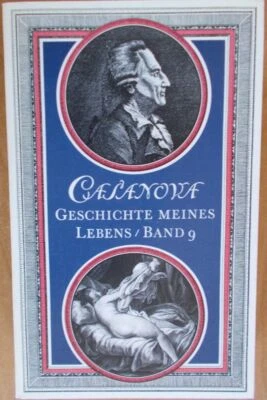 CASANOVA
GESCHICHTE MEINES
LEBENS / BAND 9